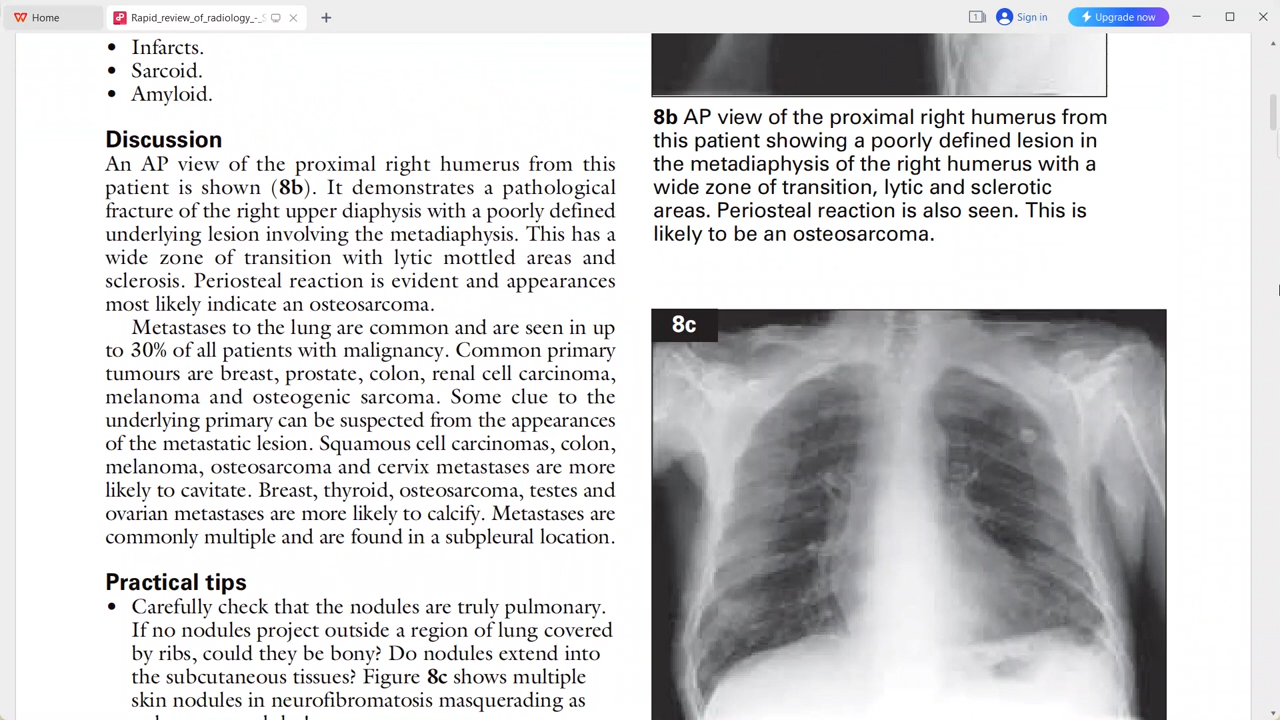 Home
Rapid_review_of_radiology_-_S
Sign in
Upgrade now
• Infarcts.
• Sarcoid.
• Amyloid.
Discussion
An AP view of the proximal right humerus from this
patient is shown (8b). It demonstrates a pathological
fracture of the right upper diaphysis with a poorly defined
underlying lesion involving the metadiaphysis. This has a
wide zone of transition with lytic mottled areas and
sclerosis. Periosteal reaction is evident and appearances
most likely indicate an osteosarcoma.
Metastases to the lung are common and are seen in up
to 30% of all patients with malignancy. Common primary
tumours are breast, prostate, colon, renal cell carcinoma,
melanoma and osteogenic sarcoma. Some clue to the
underlying primary can be suspected from the appearances
of the metastatic lesion. Squamous cell carcinomas, colon,
melanoma, osteosarcoma and cervix metastases are more
likely to cavitate. Breast, thyroid, osteosarcoma, testes and
ovarian metastases are more likely to calcify. Metastases are
commonly multiple and are found in a subpleural location.
Practical tips
• Carefully check that the nodules are truly pulmonary.
If no nodules project outside a region of lung covered
by ribs, could they be bony? Do nodules extend into
the subcutaneous tissues? Figure 8c shows multiple
skin nodules in neurofibromatosis masquerading as
8b AP view of the proximal right humerus from
this patient showing a poorly defined lesion in
the metadiaphysis of the right humerus with a
wide zone of transition, lytic and sclerotic
areas. Periosteal reaction is also seen. This is
likely to be an osteosarcoma.
8c